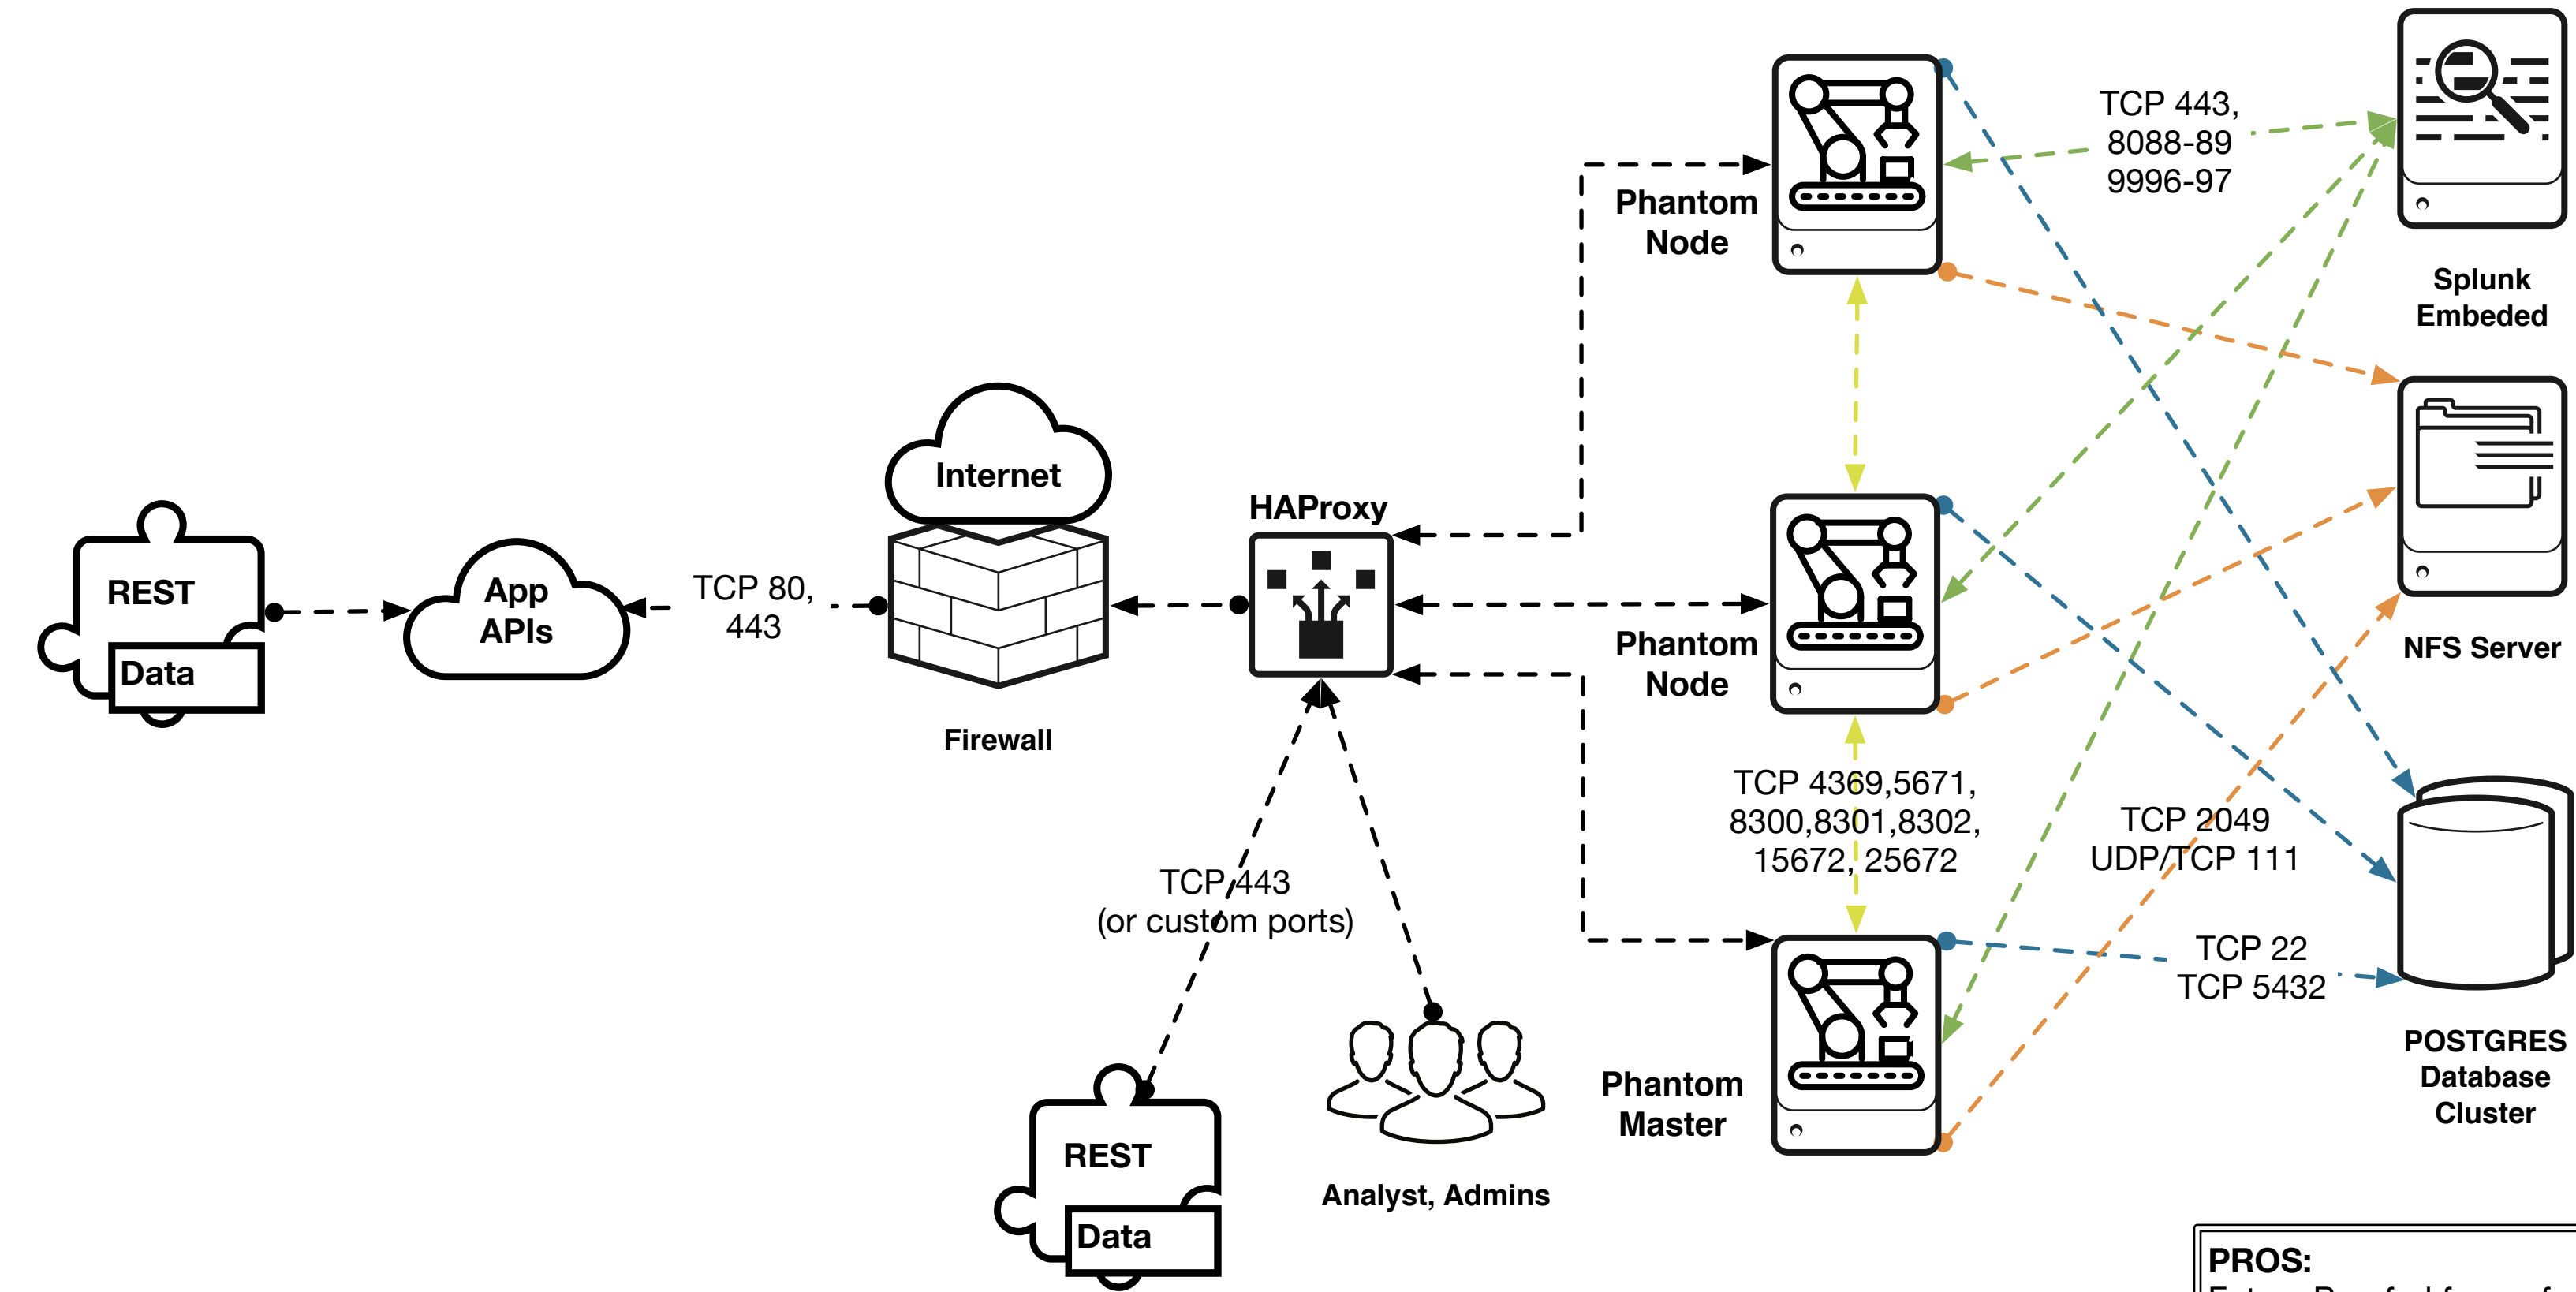 TCP 443,
8088-89
9996-97
Phantom
Node
Splunk
Embeded
Internet
HAProxy
REST
Data
App
APIs
TCP 80,
443
Firewall
Phantom
Node
NFS Server
TCP 4369,5671,
8300,8301,8302,
15672, 25672
TCP 2049
UDP/TCP 111
TCP 443
(or custom ports)
TCP 22
TCP 5432
POSTGRES
Database
Cluster
Phantom
Master
REST
Data
Analyst, Admins
PROS: